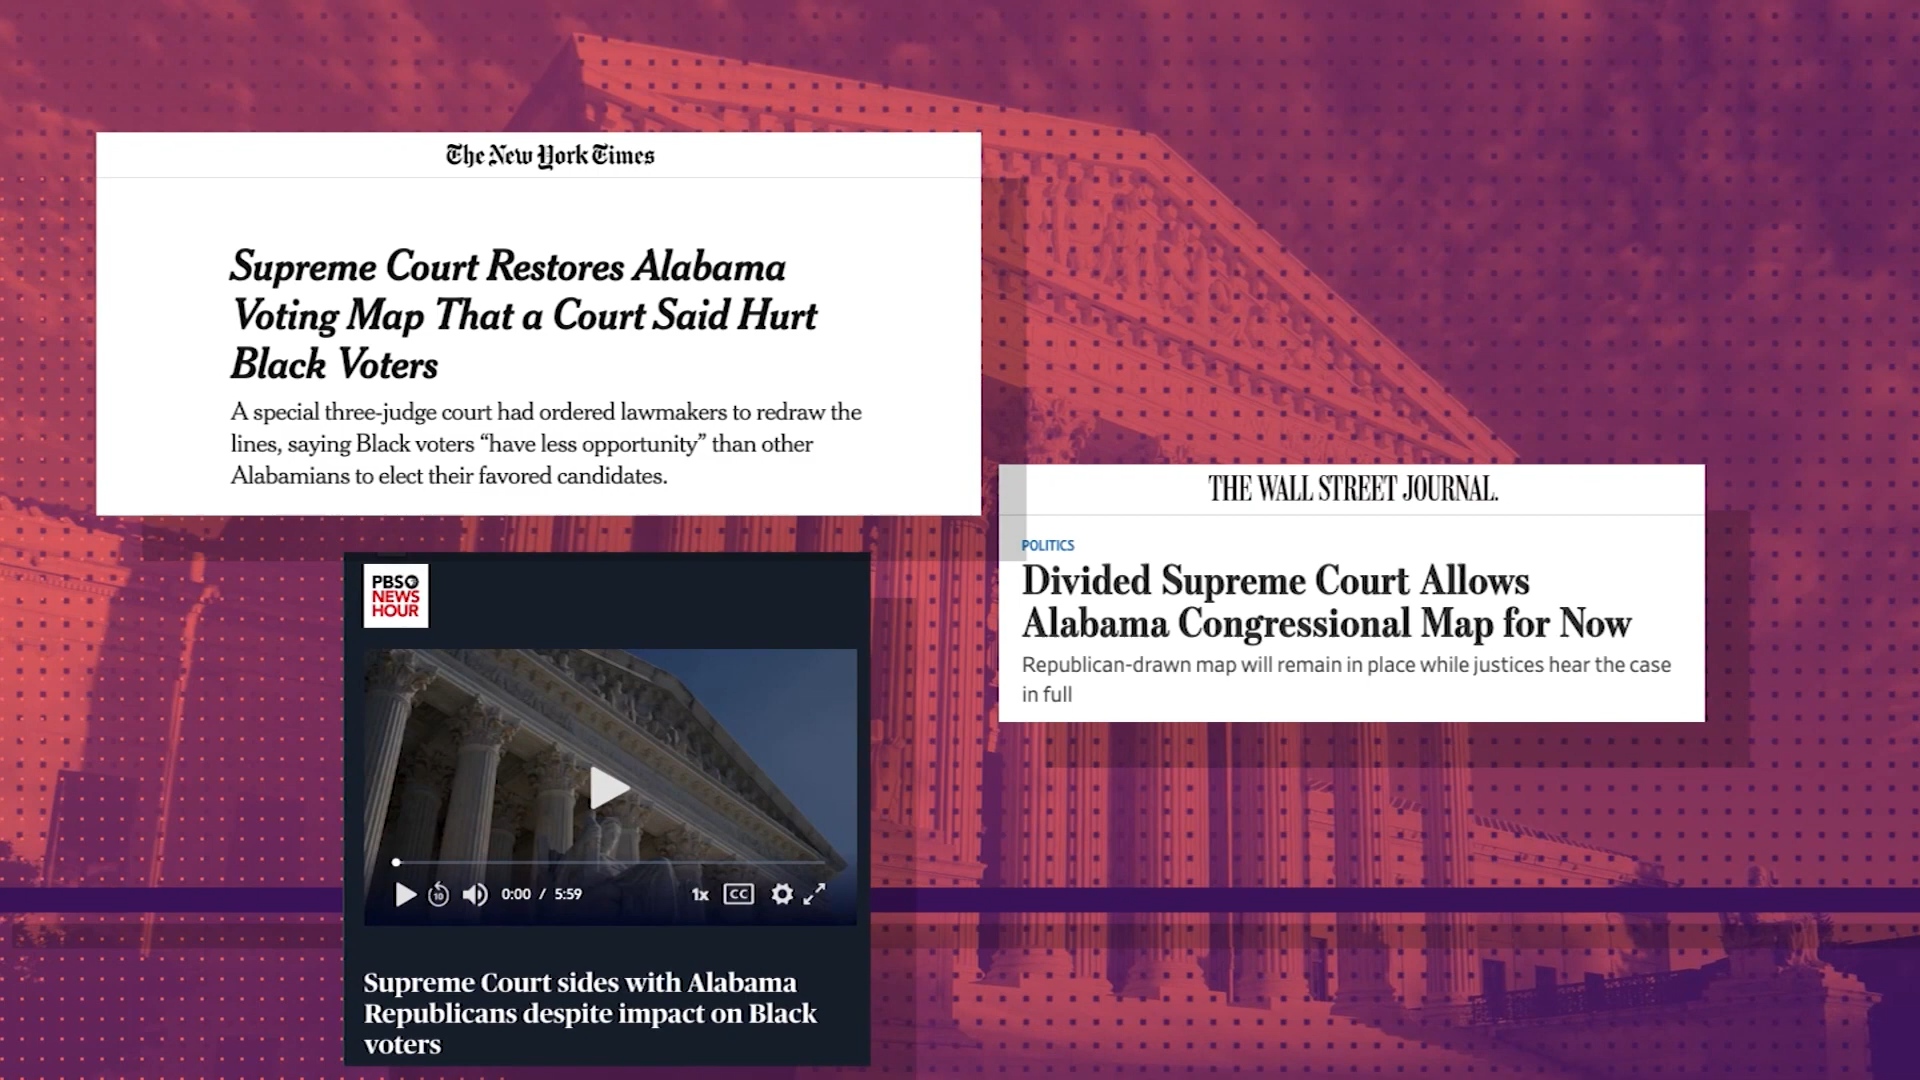 The New York Times
Supreme Court Restores Alabama
Voting Map That a Court Said Hurt
Black Voters
A special three-judge court had ordered lawmakers to redraw the
lines, saying Black voters “have less opportunity” than other
Alabamians to elect their favored candidates.
THE WALL STREET JOURNAL.
POLITICS
Divided Supreme Court Allows
Alabama Congressional Map for Now
Republican-drawn map will remain in place while justices hear the case
in full
PBS
NEWS
HOUR
10
0:00 / 5:59
1x
CC
Supreme Court sides with Alabama
Republicans despite impact on Black
voters